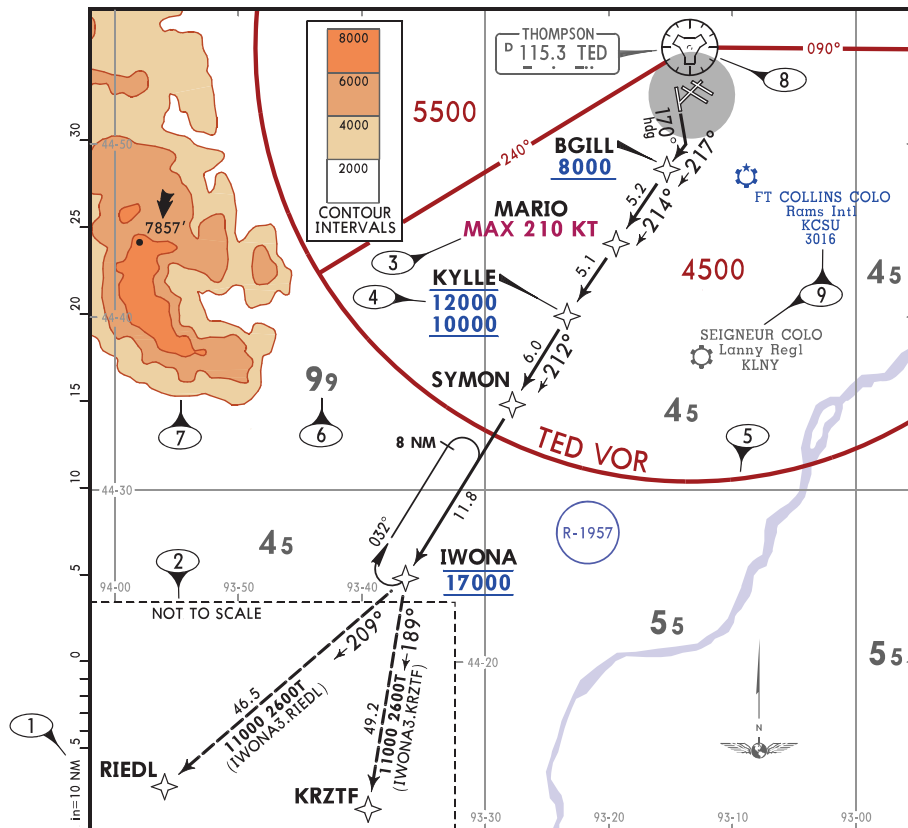 8000
6000
4000
2000
CONTOUR
INTERVALS
THOMPSON
D 115.3 TED
090°
8
5500
240°
hdg
170°
BGILL
8000
217°
5.2
214°
FT COLLINS COLO
Rams Intl
KCSU
3016
9
SEIGNEUR COLO
Lanny Regl
KLNY
4500
45
MARIO
MAX 210 KT
3
5.1
KYLLE
12000
10000
4
6.0
212°
SYMON
7857'
44-50
44-40
99
6
7
45
5
TED VOR
8 NM
032°
11.8
44-30
IWONA
17000
R-1957
45
2
94-00
93-50
93-40
NOT TO SCALE
209°
189°
46.5
11000 2600T
(IWONA3.RIEDL)
49.2
11000 2600T
(IWONA3.KRZTF)
RIEDL
KRZTF
44-20
55
55
N
93-30
93-20
93-10
93-00
30
25
20
15
10
5
0
5
1
in=10 NM